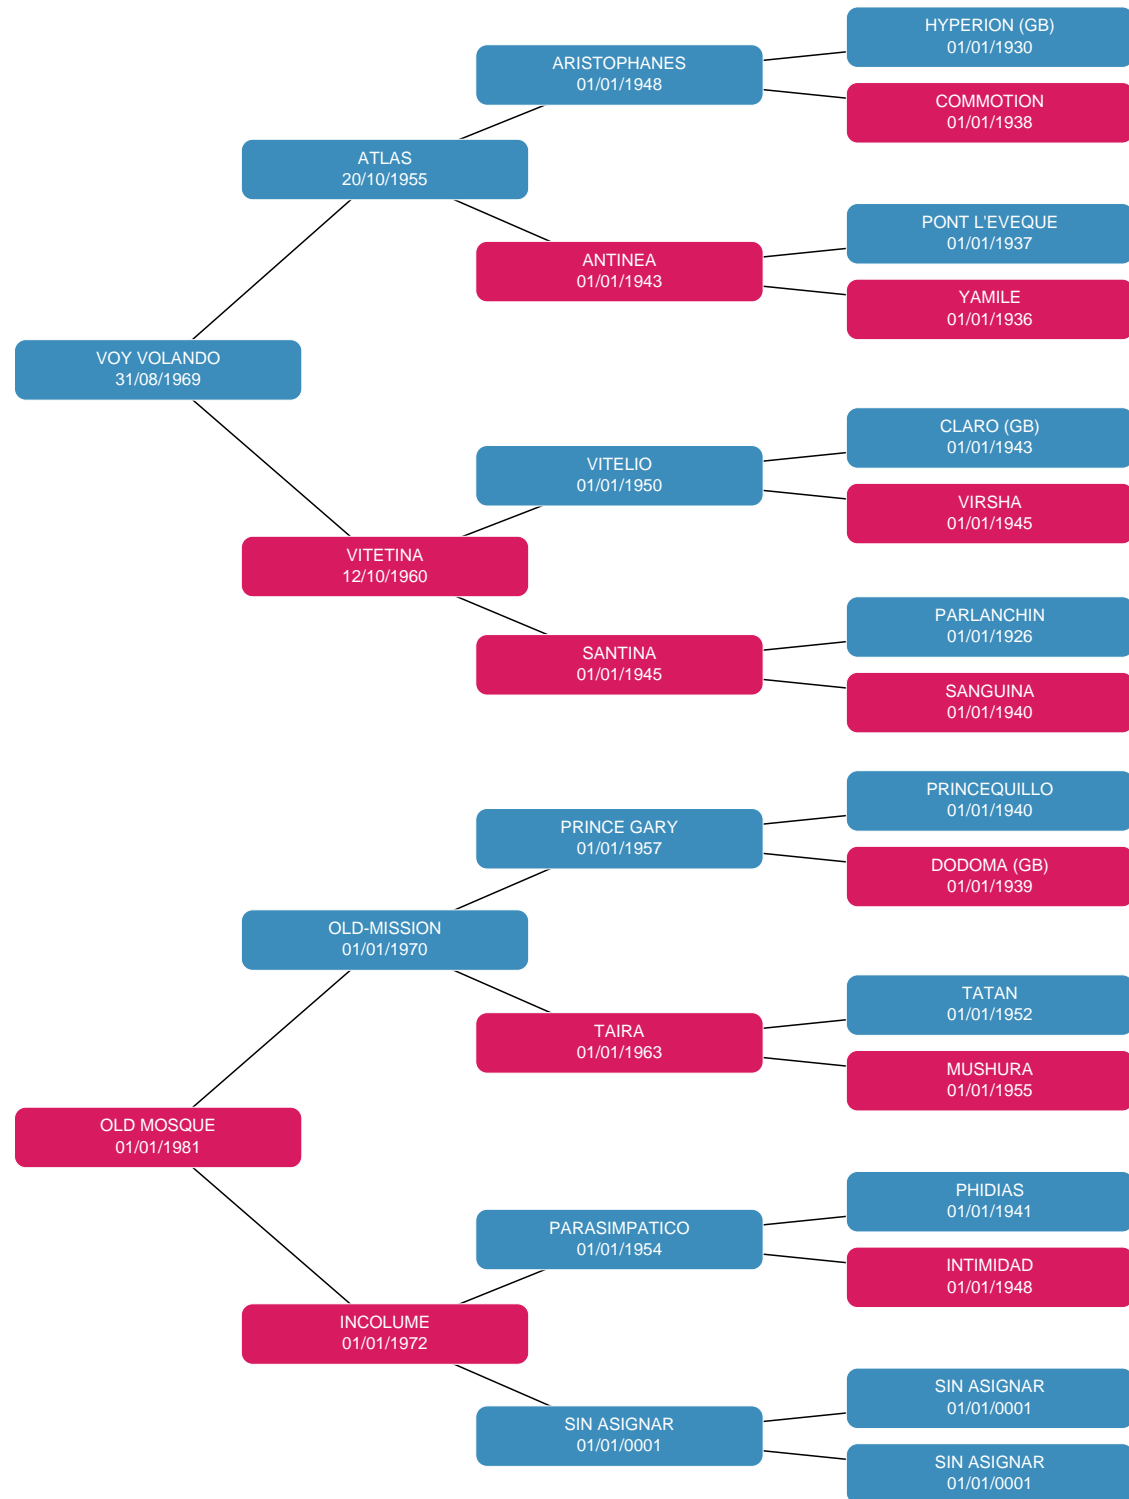 HYPERION (GB)
01/01/1930
ARISTOPHANES
01/01/1948
COMMOTION
01/01/1938
ATLAS
20/10/1955
PONT L'EVEQUE
01/01/1937
ANTINEA
01/01/1943
YAMILE
01/01/1936
VOY VOLANDO
31/08/1969
CLARO (GB)
01/01/1943
VITELIO
01/01/1950
VIRSHA
01/01/1945
VITETINA
12/10/1960
PARLANCHIN
01/01/1926
SANTINA
01/01/1945
SANGUINA
01/01/1940
PRINCEQUILLO
01/01/1940
PRINCE GARY
01/01/1957
DODOMA (GB)
01/01/1939
OLD-MISSION
01/01/1970
TATAN
01/01/1952
TAIRA
01/01/1963
MUSHURA
01/01/1955
OLD MOSQUE
01/01/1981
PHIDIAS
01/01/1941
PARASIMPATICO
01/01/1954
INTIMIDAD
01/01/1948
INCOLUME
01/01/1972
SIN ASIGNAR
01/01/0001
SIN ASIGNAR
01/01/0001
SIN ASIGNAR
01/01/0001